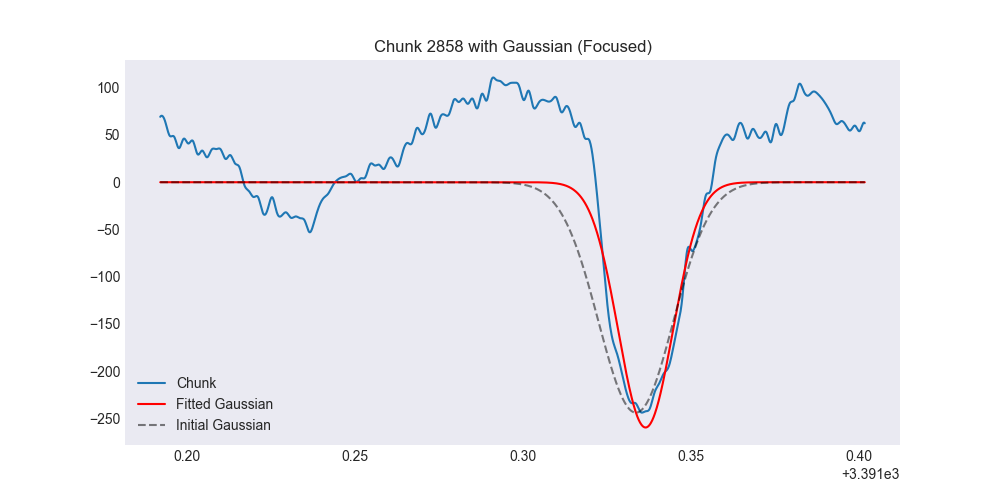 Chunk 2858 with Gaussian (Focused)
100
50
0
−50
−100
−150
−200
−250
Chunk
Fitted Gaussian
Initial Gaussian
0.20 0.25 0.30 0.35 0.40
+3.391e3